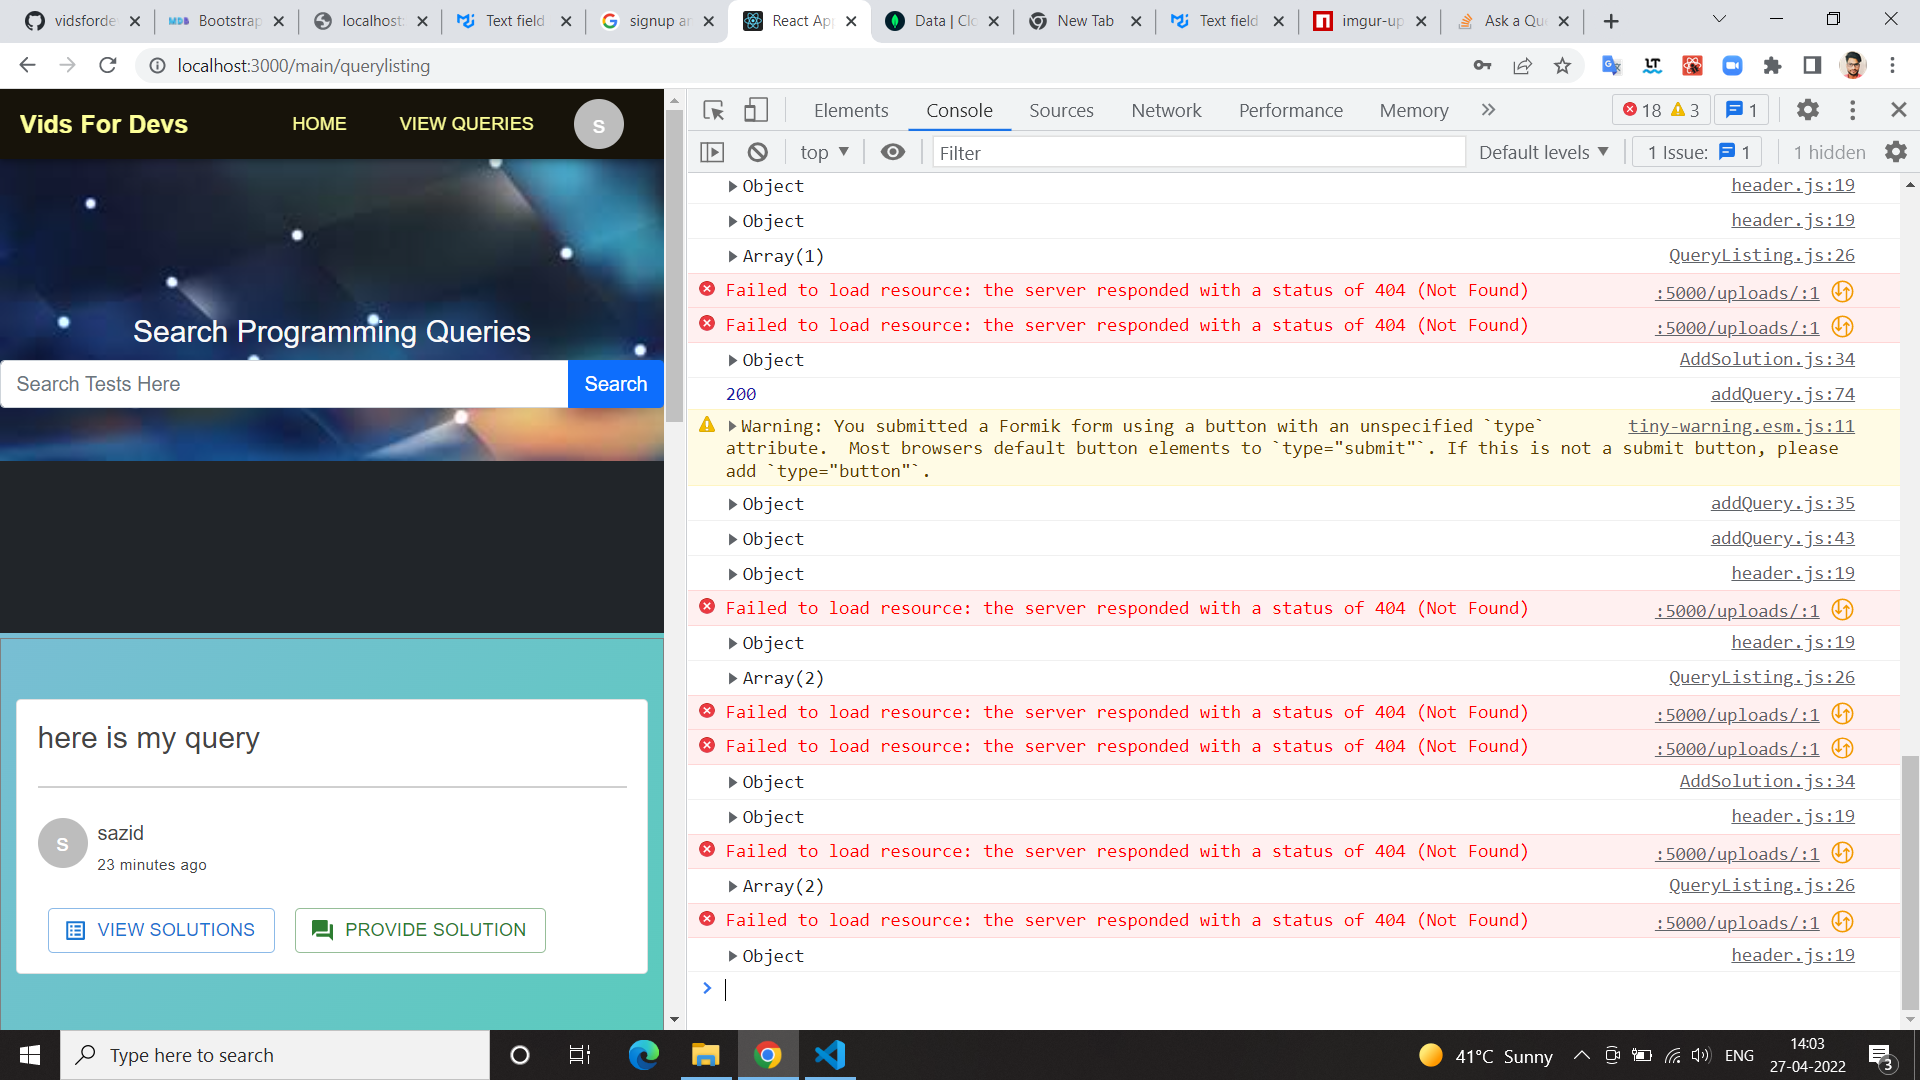 vidsforde
Bootstrap
localhost:
Text field
signup an
React App
Data | Clo
New Tab
Text field
imgur-up
Ask a Que
localhost:3000/main/querylisting
Vids For Devs
HOME
VIEW QUERIES
S
Search Programming Queries
Search Tests Here
Search
here is my query
S
sazid
23 minutes ago
VIEW SOLUTIONS
PROVIDE SOLUTION
Elements
Console
Sources
Network
Performance
Memory
18
3
1
top
Filter
Default levels
1 Issue: 1
1 hidden
Object header.js:19
Object header.js:19
Array(1) QueryListing.js:26
Failed to load resource: the server responded with a status of 404 (Not Found) :5000/uploads/:1
Failed to load resource: the server responded with a status of 404 (Not Found) :5000/uploads/:1
Object AddSolution.js:34
200 addQuery.js:74
Warning: You submitted a Formik form using a button with an unspecified `type` tiny-warning.esm.js:11
attribute.  Most browsers default button elements to `type="submit"`. If this is not a submit button, please
add `type="button"`.
Object addQuery.js:35
Object addQuery.js:43
Object header.js:19
Failed to load resource: the server responded with a status of 404 (Not Found) :5000/uploads/:1
Object header.js:19
Array(2) QueryListing.js:26
Failed to load resource: the server responded with a status of 404 (Not Found) :5000/uploads/:1
Failed to load resource: the server responded with a status of 404 (Not Found) :5000/uploads/:1
Object AddSolution.js:34
Object header.js:19
Failed to load resource: the server responded with a status of 404 (Not Found) :5000/uploads/:1
Array(2) QueryListing.js:26
Failed to load resource: the server responded with a status of 404 (Not Found) :5000/uploads/:1
Object header.js:19
Type here to search
41°C Sunny
ENG
14:03
27-04-2022
3